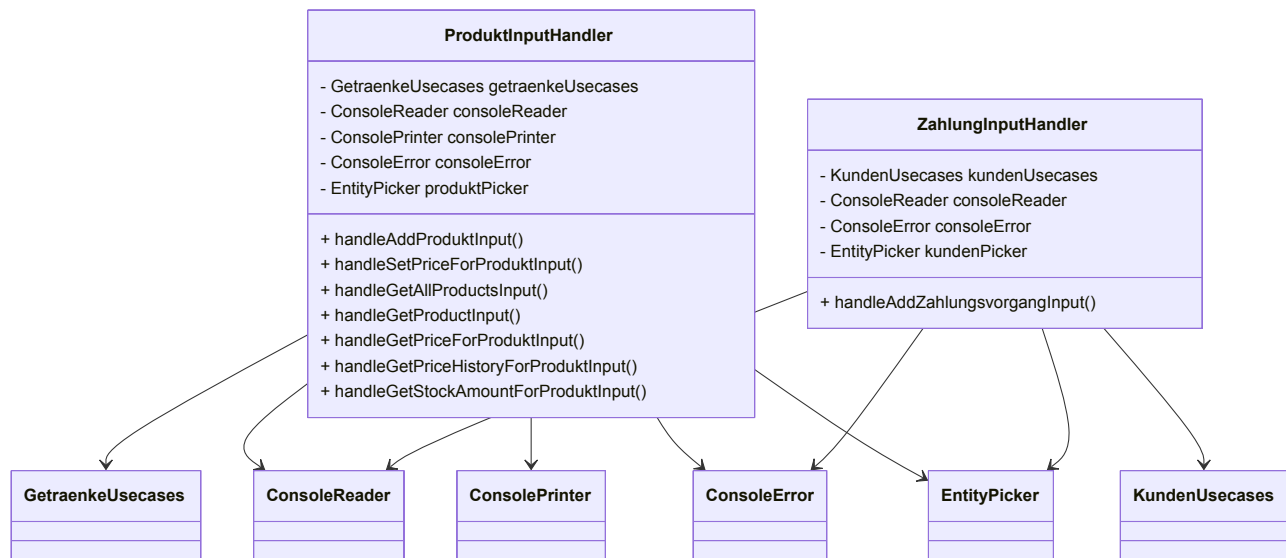 ProduktInputHandler
- GetraenkeUsecases getraenkeUsecases
- ConsoleReader consoleReader
- ConsolePrinter consolePrinter
- ConsoleError consoleError
- EntityPicker produktPicker
+ handleAddProduktInput()
+ handleSetPriceForProduktInput()
+ handleGetAllProductsInput()
+ handleGetProductInput()
+ handleGetPriceForProduktInput()
+ handleGetPriceHistoryForProduktInput()
+ handleGetStockAmountForProduktInput()
ZahlungInputHandler
- KundenUsecases kundenUsecases
- ConsoleReader consoleReader
- ConsoleError consoleError
- EntityPicker kundenPicker
+ handleAddZahlungsvorgangInput()
GetraenkeUsecases
ConsoleReader
ConsolePrinter
ConsoleError
EntityPicker
KundenUsecases